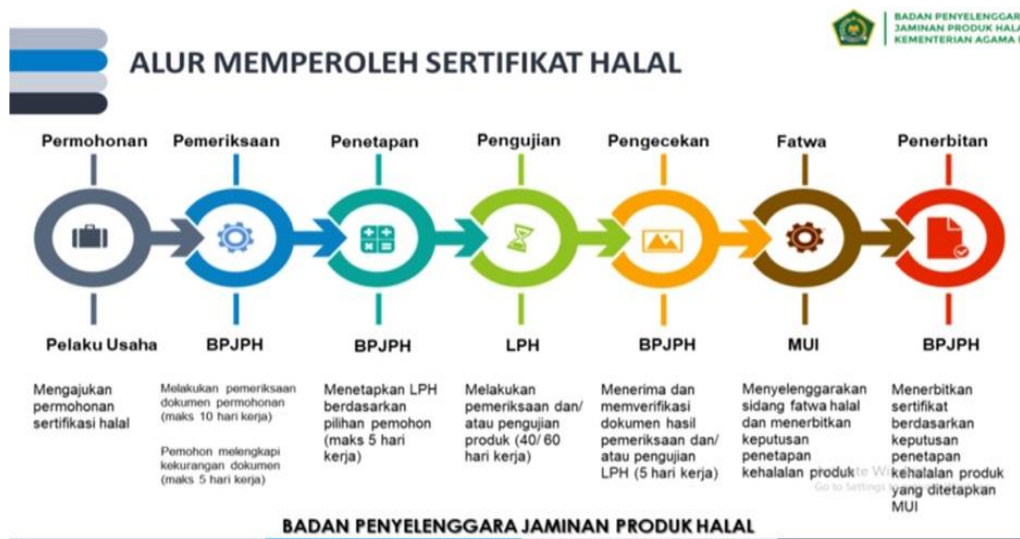 BADAN PENYELENGGAR
JAMINAN PRODUK HALA
KEMENTERIAN AGAMA
ALUR MEMPEROLEH SERTIFIKAT HALAL
Permohonan
Pemeriksaan
Penetapan
Pengujian
Pengecekan
Fatwa
Penerbitan
Pelaku Usaha
BPJPH
BPJPH
LPH
BPJPH
MUI
BPJPH
Mengajukan
permohonan
sertifikasi halal
Melakukan pemeriksaan
dokumen permohonan
(maks 10 hari kerja)
Pemohon melengkapi
kekurangan dokumen
(maks 5 hari kerja)
Menetapkan LPH
berdasarkan
pilihan pemohon
(maks 5 hari
kerja)
Melakukan
pemeriksaan dan/
atau pengujian
produk (40/ 60
hari kerja)
Menerima dan
memverifikasi
dokumen hasil
pemeriksaan dan/
atau pengujian
LPH (5 hari kerja)
Menyelenggarakan
sidang fatwa halal
dan menerbitkan
keputusan
penetapan
kehalalan produk
Menerbitkan
sertifikat
berdasarkan
keputusan
penetapan
kehalalan produk
yang ditetapkan
MUI
Go to Settings
BADAN PENYELENGGARA JAMINAN PRODUK HALAL